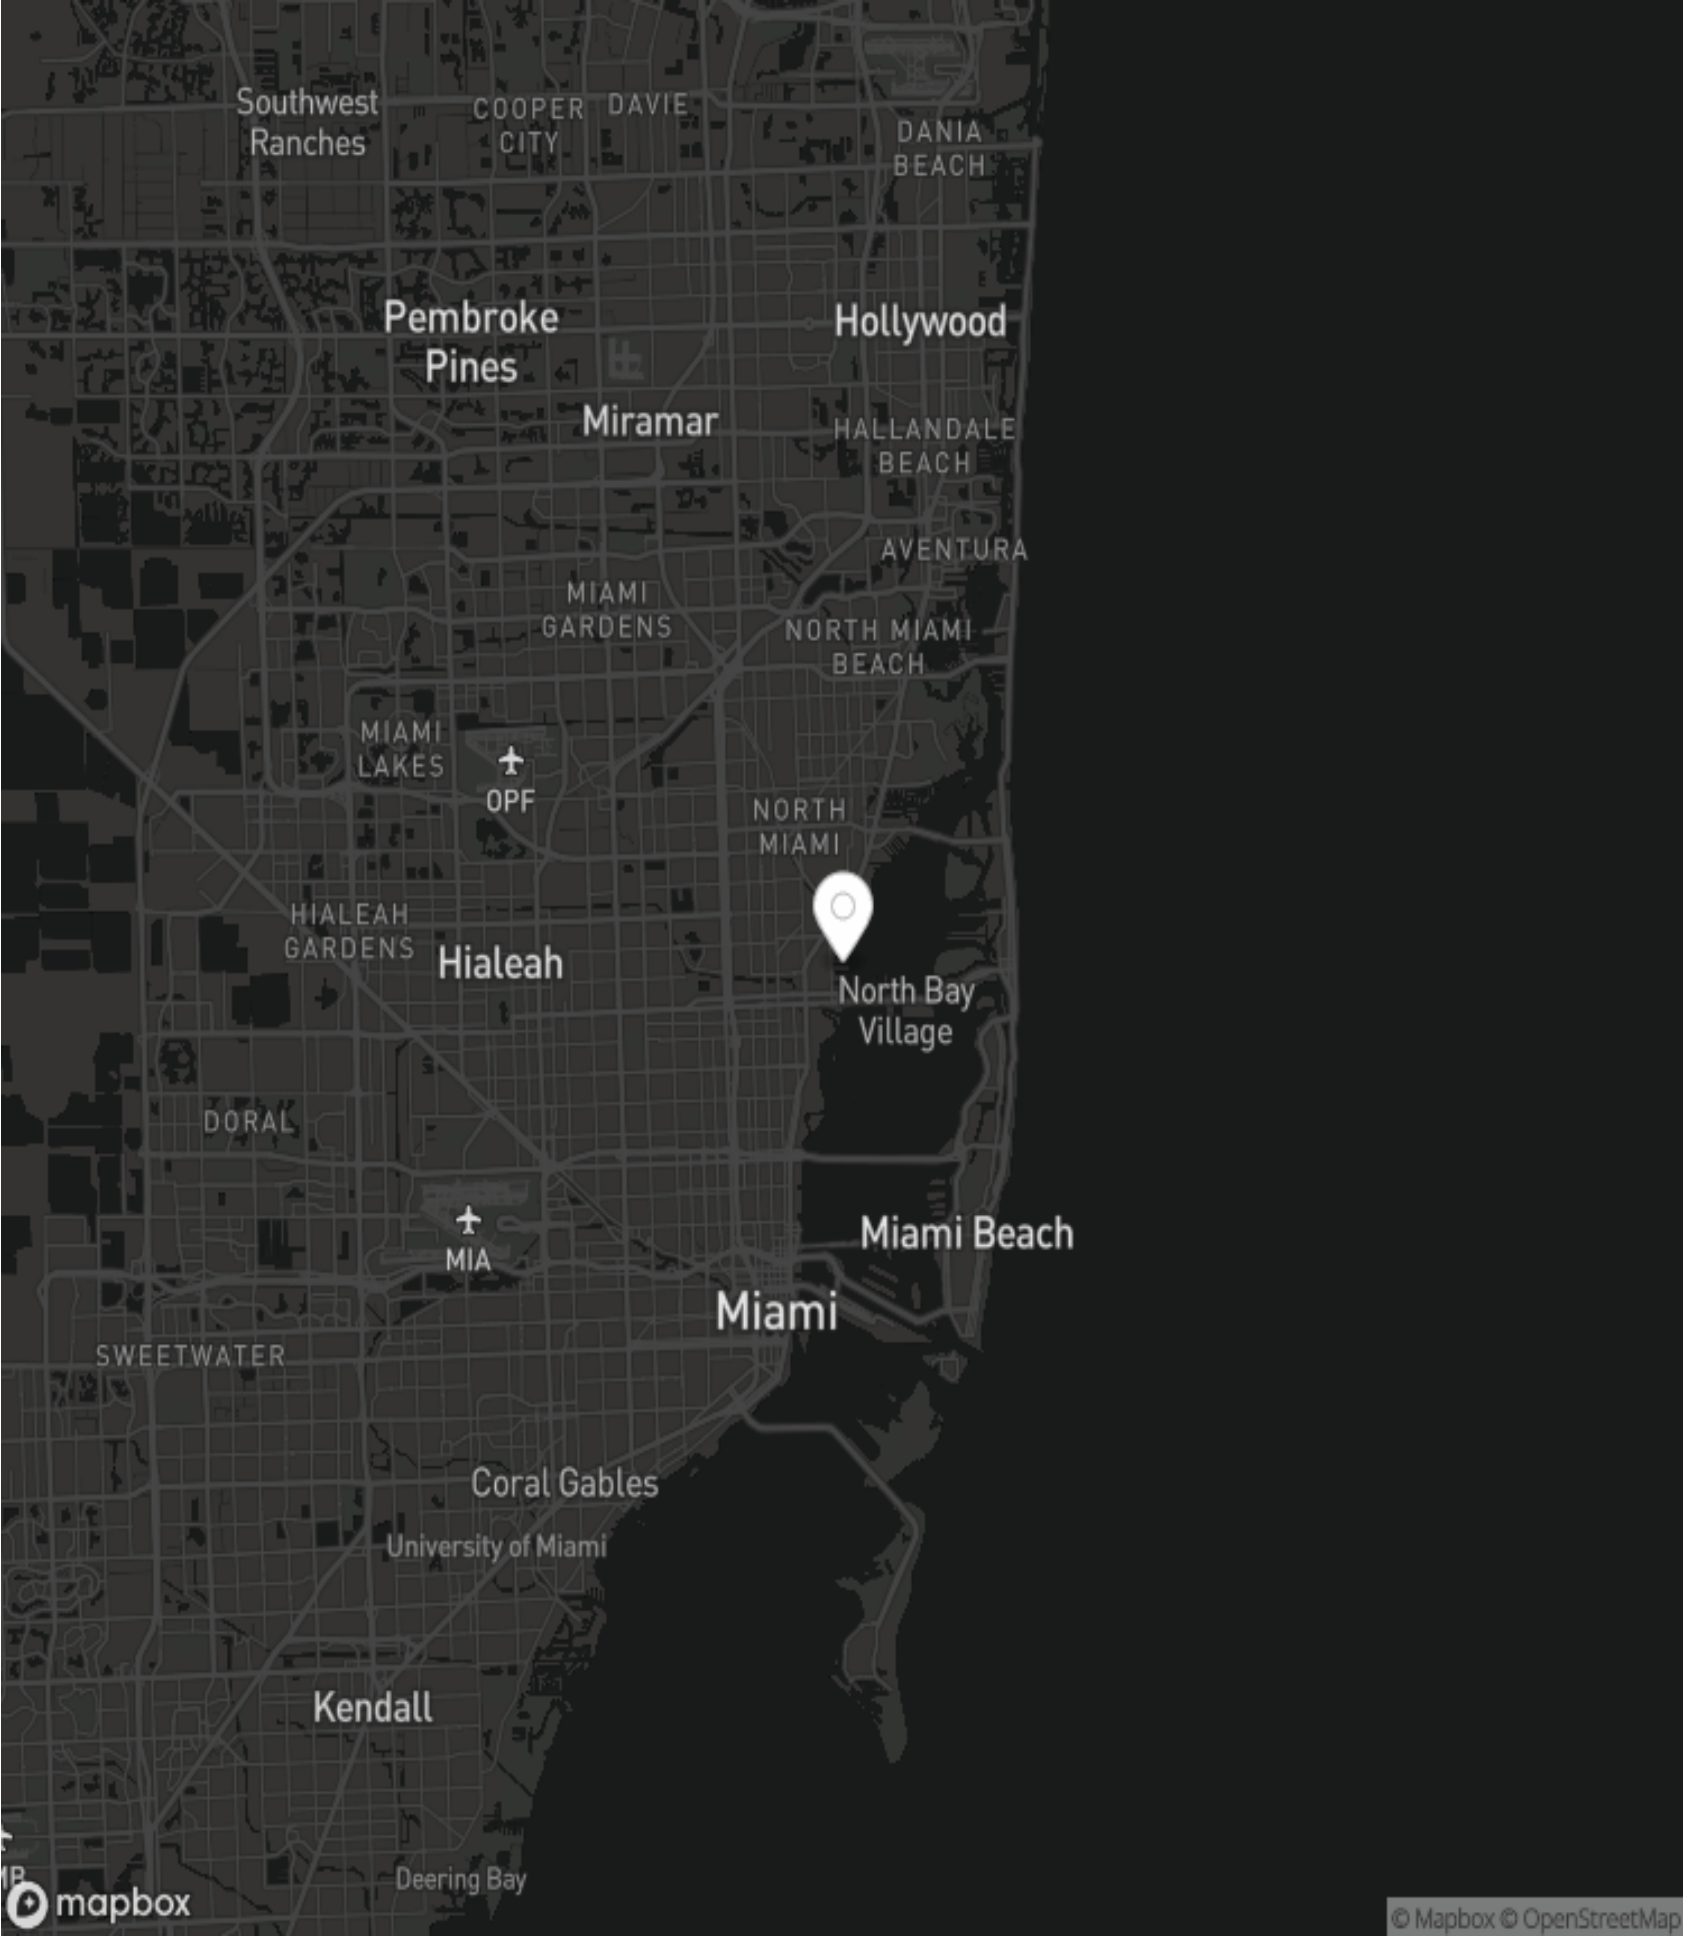 Southwest
Ranches
COOPER
CITY
DAVIE
DANIA
BEACH
Pembroke
Pines
Hollywood
Miramar
HALLANDALE
BEACH
AVENTURA
MIAMI
GARDENS
NORTH MIAMI
BEACH
MIAMI
LAKES
OPF
NORTH
MIAMI
HIALEAH
GARDENS
Hialeah
North Bay
Village
DORAL
MIA
Miami Beach
Miami
SWEETWATER
Coral Gables
University of Miami
Kendall
Deering Bay
mapbox
© Mapbox © OpenStreetMap